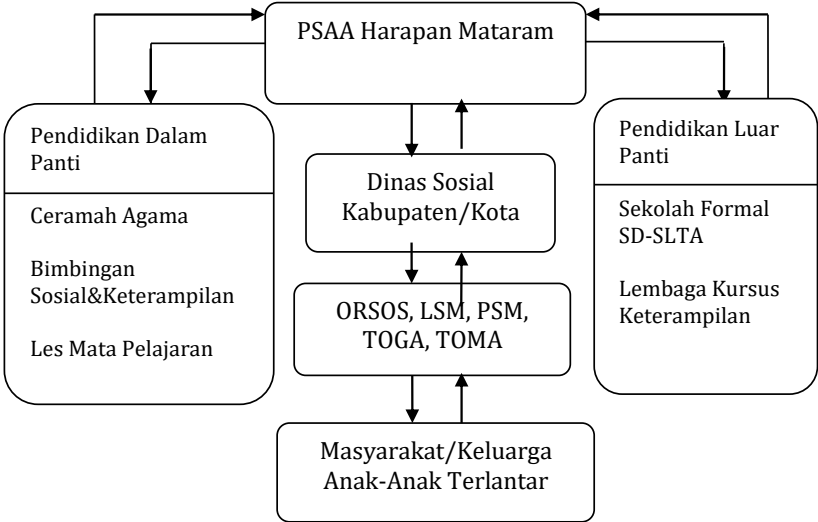 PSAA Harapan Mataram
Pendidikan Dalam
Panti
Ceramah Agama
Bimbingan
Sosial&Keterampilan
Les Mata Pelajaran
Dinas Sosial
Kabupaten/Kota
ORSOS, LSM, PSM,
TOGA, TOMA
Masyarakat/Keluarga
Anak-Anak Terlantar
Pendidikan Luar
Panti
Sekolah Formal
SD-SLTA
Lembaga Kursus
Keterampilan